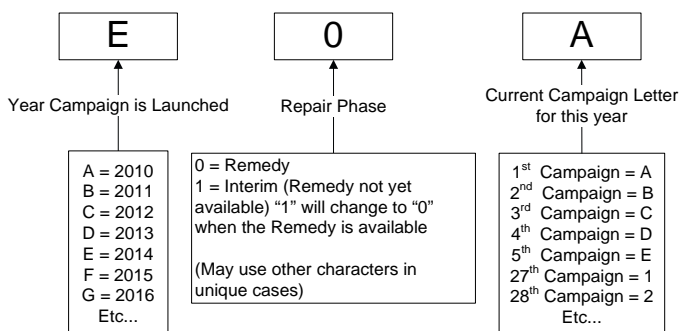 E
0
A
Year Campaign is Launched
Repair Phase
Current Campaign Letter
for this year
A = 2010
B = 2011
C = 2012
D = 2013
E = 2014
F = 2015
G = 2016
Etc...
0 = Remedy
1 = Interim (Remedy not yet
available) “1” will change to “0”
when the Remedy is available
(May use other characters in
unique cases)
1st Campaign = A
2nd Campaign = B
3rd Campaign = C
4th Campaign = D
5th Campaign = E
27th Campaign = 1
28th Campaign = 2
Etc...